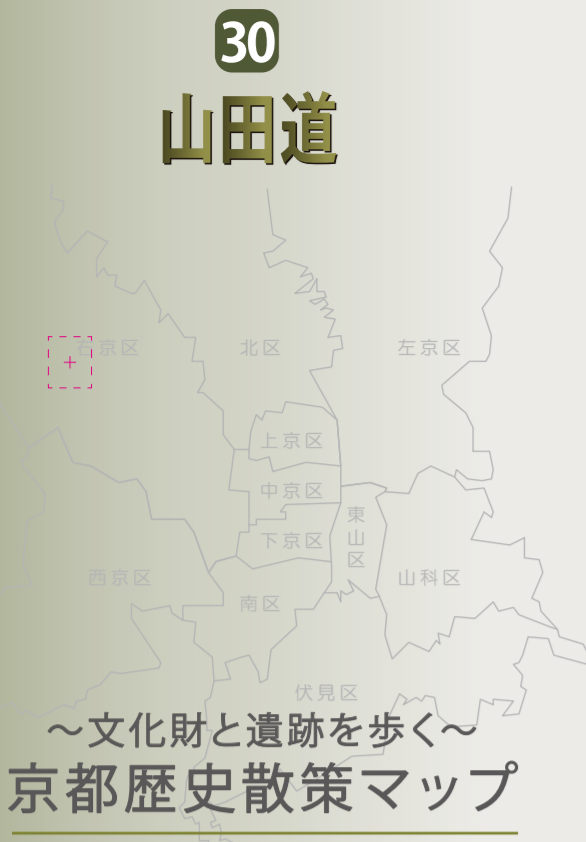 30
山田道
右京区
北区
左京区
上京区
中京区
下京区
東山区
西京区
南区
山科区
伏見区
～文化財と遺跡を歩く～
京都歴史散策マップ